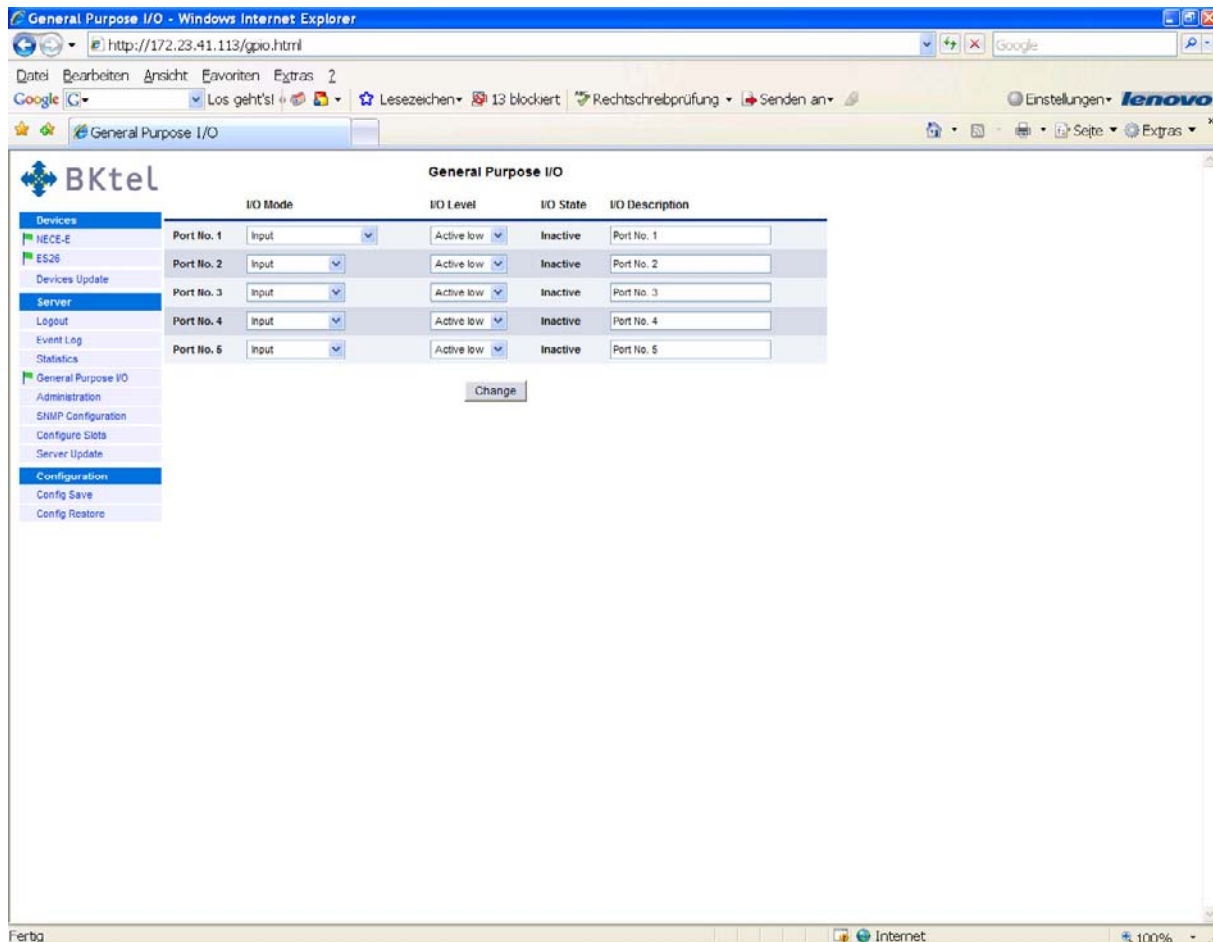 General Purpose I/O - Windows Internet Explorer
http://172.23.41.113/gpio.html
Google
Datei Bearbeiten Ansicht Favoriten Extras ?
Google G Los geht's! Lesezeichen 13 blockiert Rechtschreibprüfung Senden an Einstellungen lenovo
General Purpose I/O
Seite Extras
BKtel
General Purpose I/O
I/O Mode I/O Level I/O State I/O Description
Port No. 1 Input Active low Inactive Port No. 1
Port No. 2 Input Active low Inactive Port No. 2
Port No. 3 Input Active low Inactive Port No. 3
Port No. 4 Input Active low Inactive Port No. 4
Port No. 5 Input Active low Inactive Port No. 5
Change
Devices
NECE-E
ES26
Devices Update
Server
Logout
Event Log
Statistics
General Purpose I/O
Administration
SNMP Configuration
Configure Slots
Server Update
Configuration
Config Save
Config Restore
Fertig
Internet
100%